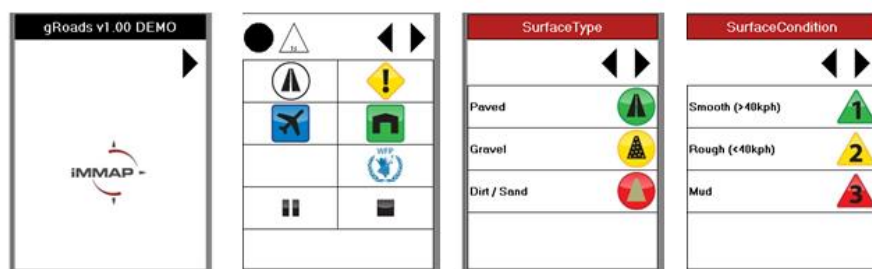 gRoads v1.00 DEMO
iMMAP
WFP
SurfaceType
Paved
Gravel
Dirt / Sand
SurfaceCondition
Smooth (>40kph)
1
Rough (<40kph)
2
Mud
3